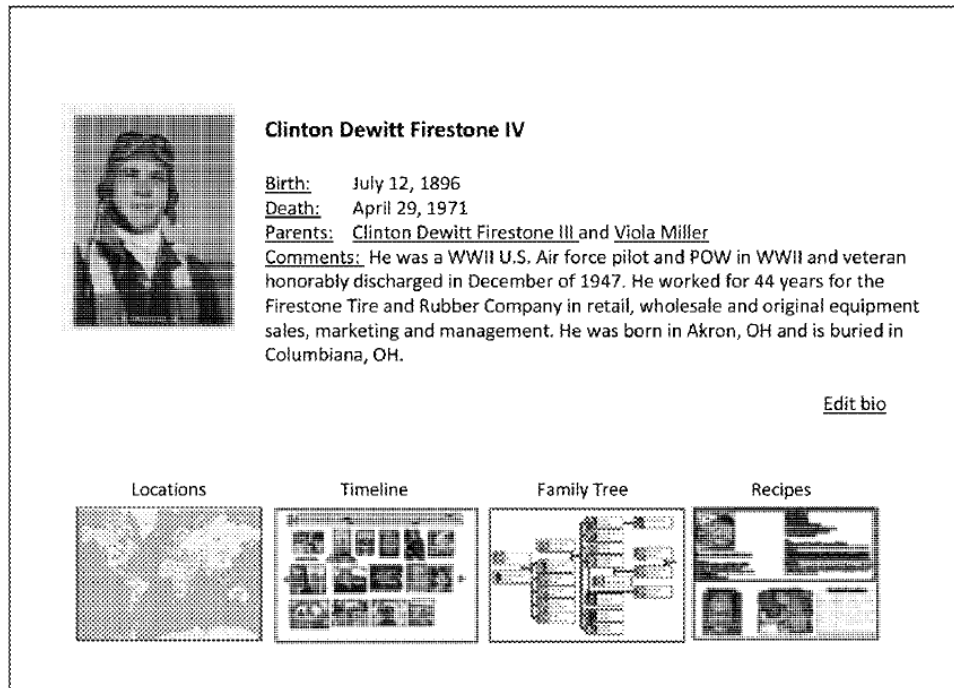 Clinton Dewitt Firestone IV
Birth: July 12, 1896
Death: April 29, 1971
Parents: Clinton Dewitt Firestone III and Viola Miller
Comments: He was a WWII U.S. Air force pilot and POW in WWII and veteran
honorably discharged in December of 1947. He worked for 44 years for the
Firestone Tire and Rubber Company in retail, wholesale and original equipment
sales, marketing and management. He was born in Akron, OH and is buried in
Columbiana, OH.
Edit bio
Locations Timeline Family Tree Recipes